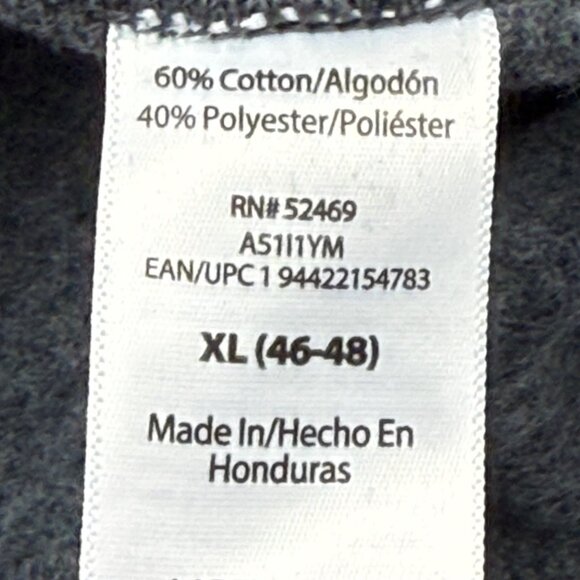 60% Cotton/Algodón
40% Polyester/Poliéster
RN# 52469
A51I1YM
EAN/UPC 1 94422154783
XL (46-48)
Made In/Hecho En
Honduras